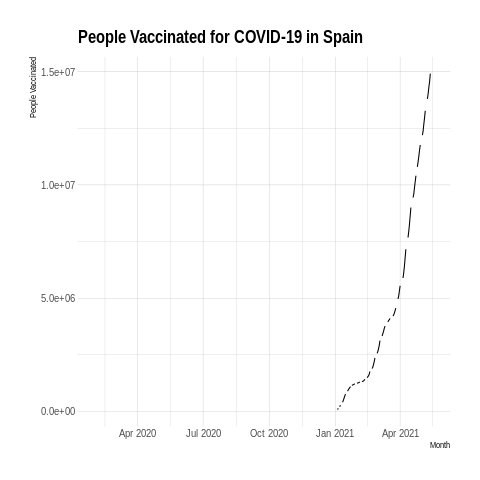 People Vaccinated for COVID-19 in Spain
People Vaccinated
1.5e+07
1.0e+07
5.0e+06
0.0e+00
Apr 2020 Jul 2020 Oct 2020 Jan 2021 Apr 2021
Month